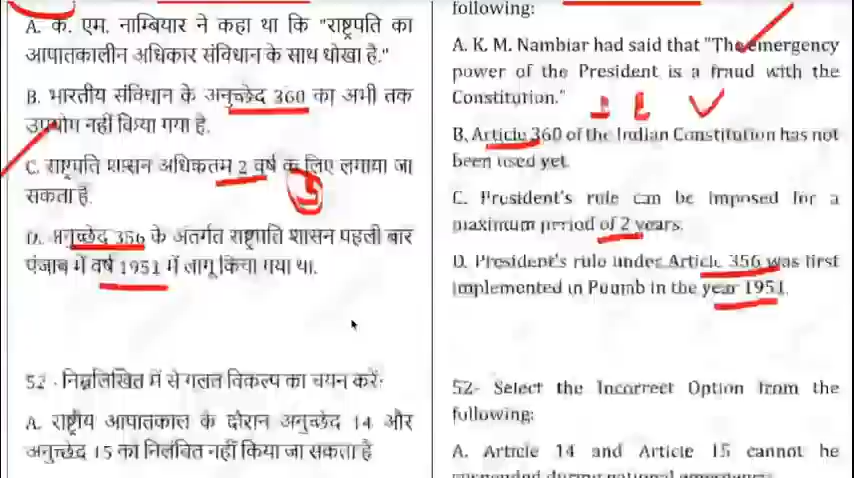 A. के. एम. नाम्बियार ने कहा था कि "राष्ट्रपति का
आपातकालीन अधिकार संविधान के साथ धोखा है."
B. भारतीय संविधान के अनुच्छेद 360 का अभी तक
उपयोग नहीं किया गया है.
C. राष्ट्रपति शासन अधिकतम 2 वर्ष के लिए लगाया जा
सकता है.
D. अनुच्छेद 356 के अंतर्गत राष्ट्रपति शासन पहली बार
पंजाब में वर्ष 1951 में लागू किया गया था.
52 - निम्नलिखित में से गलत विकल्प का चयन करें-
A. राष्ट्रीय आपातकाल के दौरान अनुच्छेद 14 और
अनुच्छेद 15 को निलंबित नहीं किया जा सकता है
following:
A. K. M. Nambiar had said that "The emergency
power of the President is a fraud with the
Constitution."
B. Article 360 of the Indian Constitution has not
been used yet.
C. President's rule can be imposed for a
maximum period of 2 years.
D. President's rule under Article 356 was first
implemented in Punjab in the year 1951.
52- Select the Incorrect Option from the
following:
A. Article 14 and Article 15 cannot be
suspended during national emergency